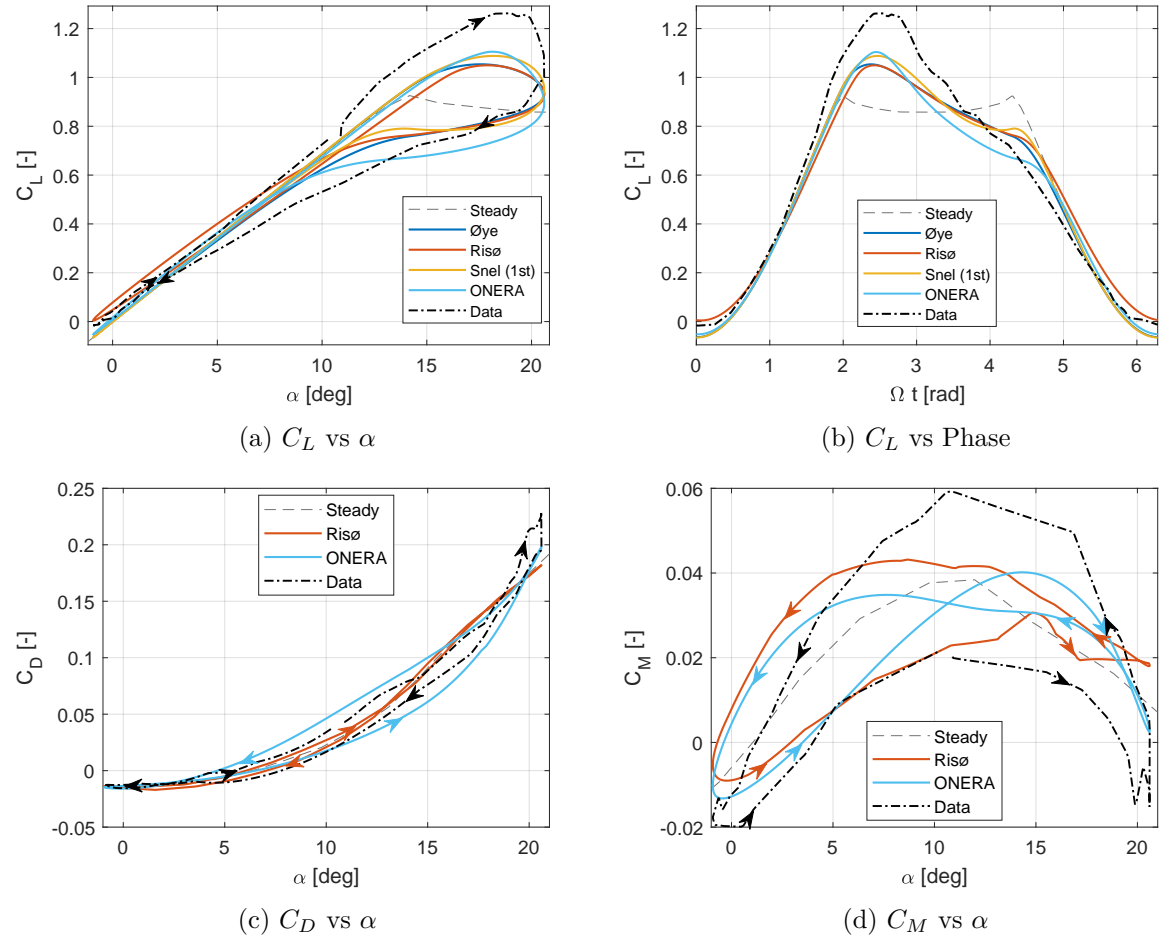 1.2
1
0.8
0.6
0.4
0.2
0
C_L [-]
0 5 10 15 20
α [deg]
Steady
Øye
Risø
Snel (1st)
ONERA
Data
(a) C_L vs α
1.2
1
0.8
0.6
0.4
0.2
0
C_L [-]
0 1 2 3 4 5 6
Ω t [rad]
Steady
Øye
Risø
Snel (1st)
ONERA
Data
(b) C_L vs Phase
0.25
0.2
0.15
0.1
0.05
0
-0.05
C_D [-]
0 5 10 15 20
α [deg]
Steady
Risø
ONERA
Data
(c) C_D vs α
0.06
0.04
0.02
0
-0.02
C_M [-]
0 5 10 15 20
α [deg]
Steady
Risø
ONERA
Data
(d) C_M vs α